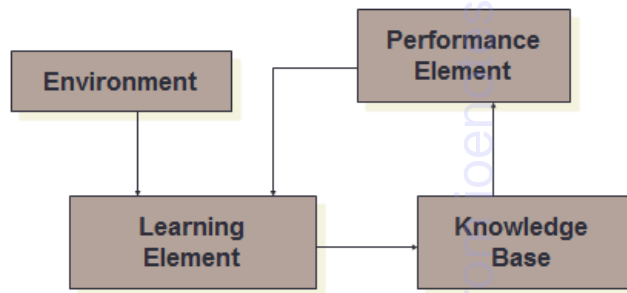 Performance
Element
Environment
Learning
Element
Knowledge
Base